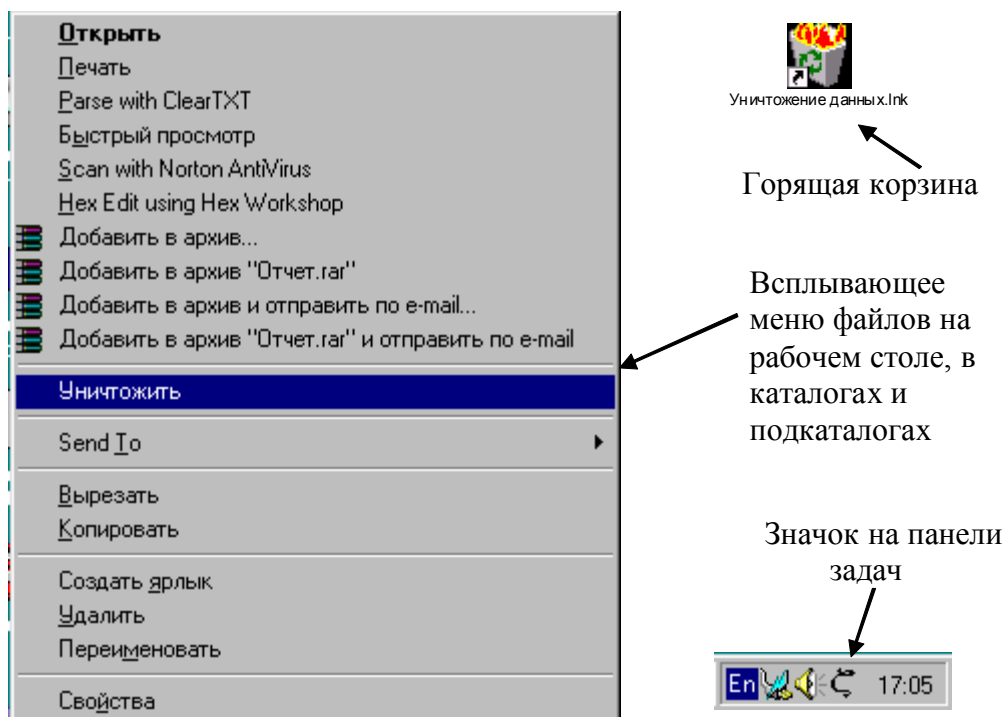 Открыть
Печать
Parse with ClearTXT
Быстрый просмотр
Scan with Norton AntiVirus
Hex Edit using Hex Workshop
Добавить в архив...
Добавить в архив "Отчет.rar"
Добавить в архив и отправить по e-mail...
Добавить в архив "Отчет.rar" и отправить по e-mail
Уничтожить
Send To
Вырезать
Копировать
Создать ярлык
Удалить
Переименовать
Свойства
Уничтожение данных.lnk
Горящая корзина
Всплывающее
меню файлов на
рабочем столе, в
каталогах и
подкаталогах
Значок на панели
задач
En 17:05